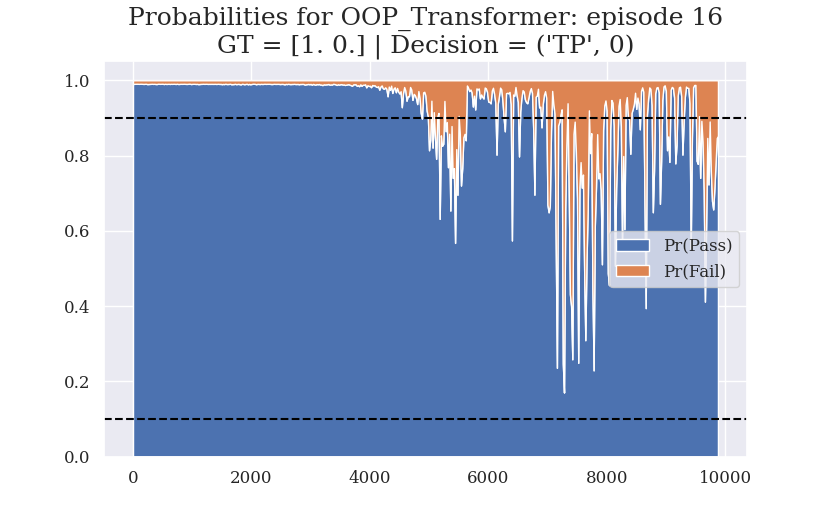 Probabilities for OOP_Transformer: episode 16
GT = [1. 0.] | Decision = ('TP', 0)
1.0
0.8
0.6
0.4
0.2
0.0
Pr(Pass)
Pr(Fail)
0 2000 4000 6000 8000 10000